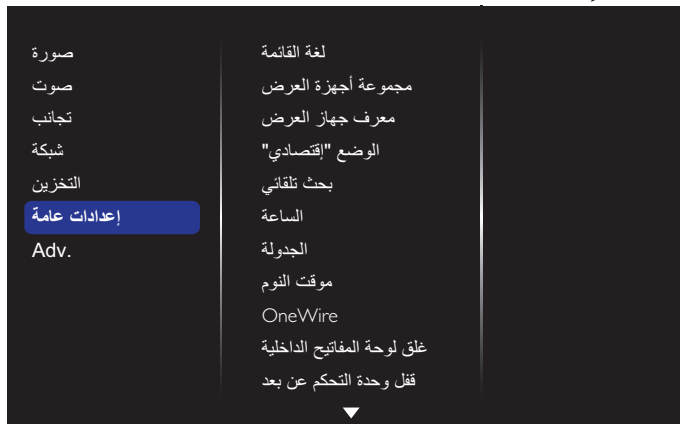 صورة
صوت
تجانب
شبكة
التخزين
إعدادات عامة
Adv.
لغة القائمة
مجموعة أجهزة العرض
معرف جهاز العرض
الوضع "إقتصادي"
بحث تلقائي
الساعة
الجدولة
موقت النوم
OneWire
غلق لوحة المفاتيح الداخلية
قفل وحدة التحكم عن بعد